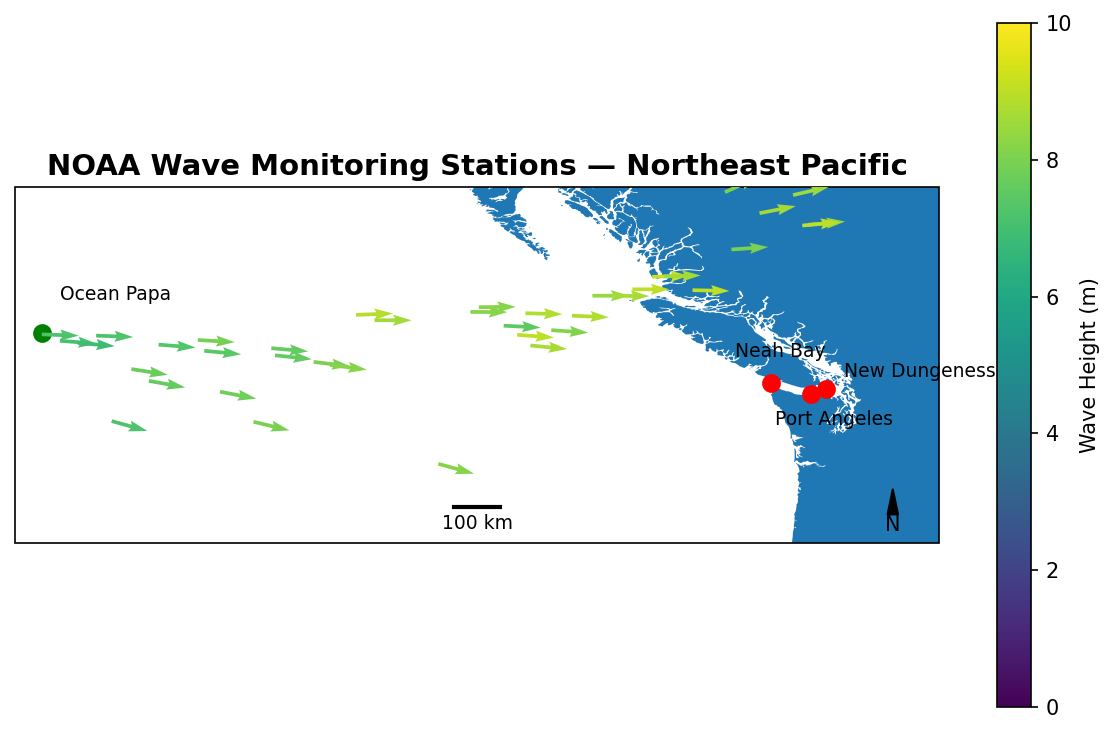 NOAA Wave Monitoring Stations — Northeast Pacific
Ocean Papa
Neah Bay
New Dungeness
Port Angeles
100 km
N
10
8
6
4
2
0
Wave Height (m)